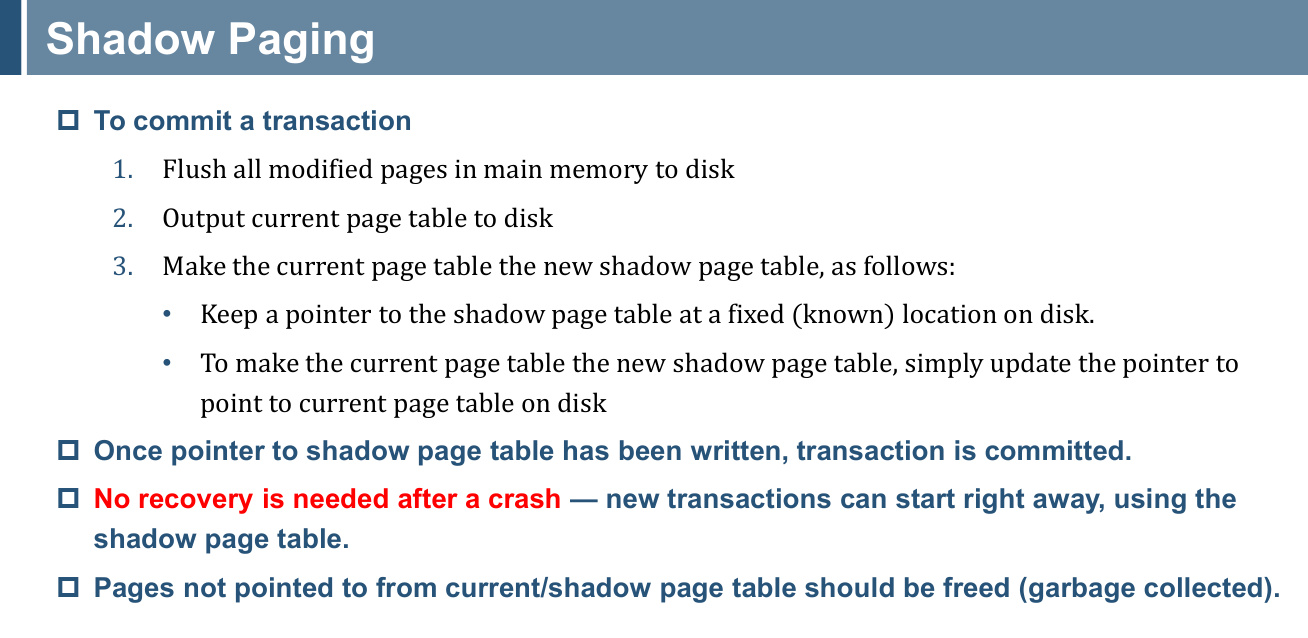 Shadow Paging
To commit a transaction
1. Flush all modified pages in main memory to disk
2. Output current page table to disk
3. Make the current page table the new shadow page table, as follows:
• Keep a pointer to the shadow page table at a fixed (known) location on disk.
• To make the current page table the new shadow page table, simply update the pointer to
point to current page table on disk
Once pointer to shadow page table has been written, transaction is committed.
No recovery is needed after a crash — new transactions can start right away, using the
shadow page table.
Pages not pointed to from current/shadow page table should be freed (garbage collected).